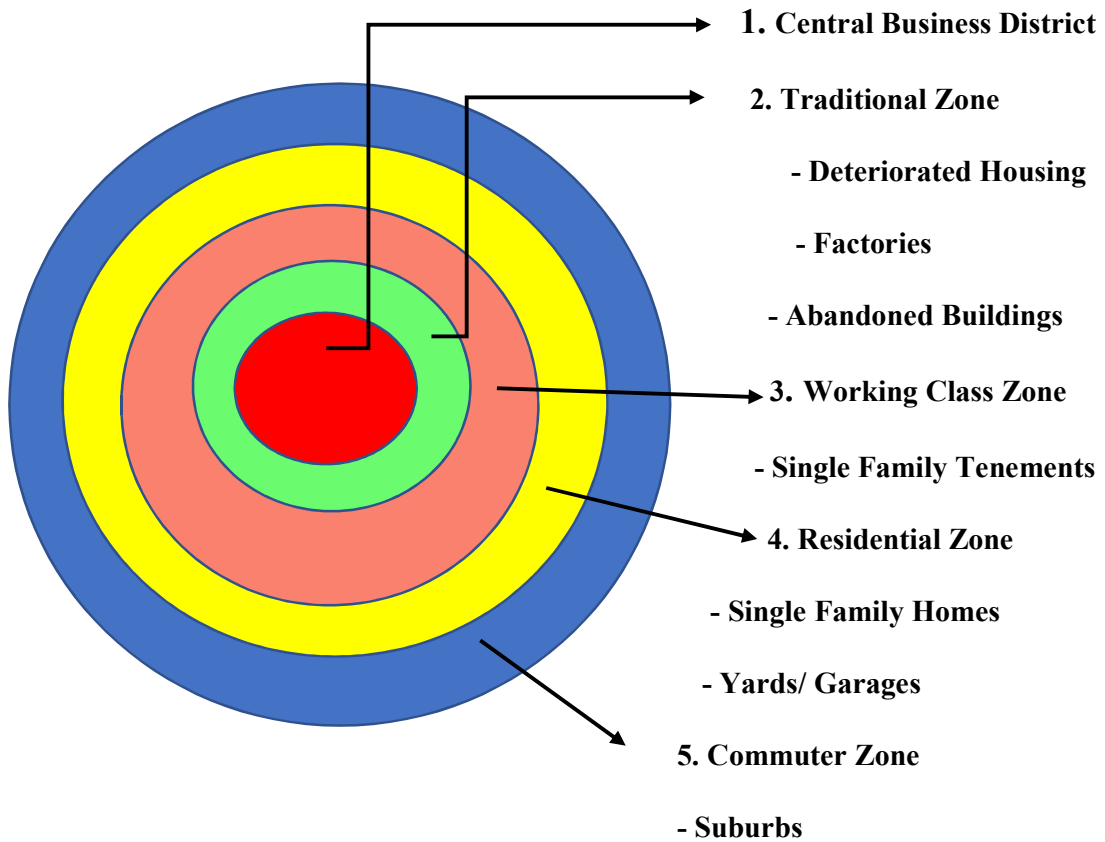 1. Central Business District
2. Traditional Zone
- Deteriorated Housing
- Factories
- Abandoned Buildings
3. Working Class Zone
- Single Family Tenements
4. Residential Zone
- Single Family Homes
- Yards/ Garages
5. Commuter Zone
- Suburbs